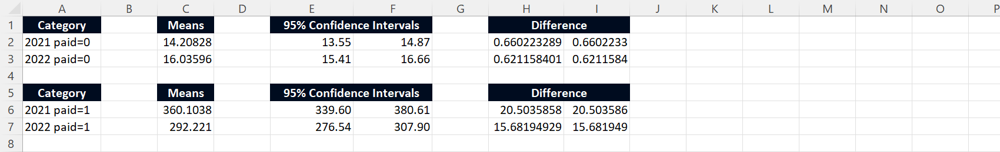 A B C D E F G H I J K L M N O P
1 Category Means 95% Confidence Intervals Difference
2 2021 paid=0 14.20828 13.55 14.87 0.660223289 0.6602233
3 2022 paid=0 16.03596 15.41 16.66 0.621158401 0.6211584
4
5 Category Means 95% Confidence Intervals Difference
6 2021 paid=1 360.1038 339.60 380.61 20.5035858 20.503586
7 2022 paid=1 292.221 276.54 307.90 15.68194929 15.681949
8